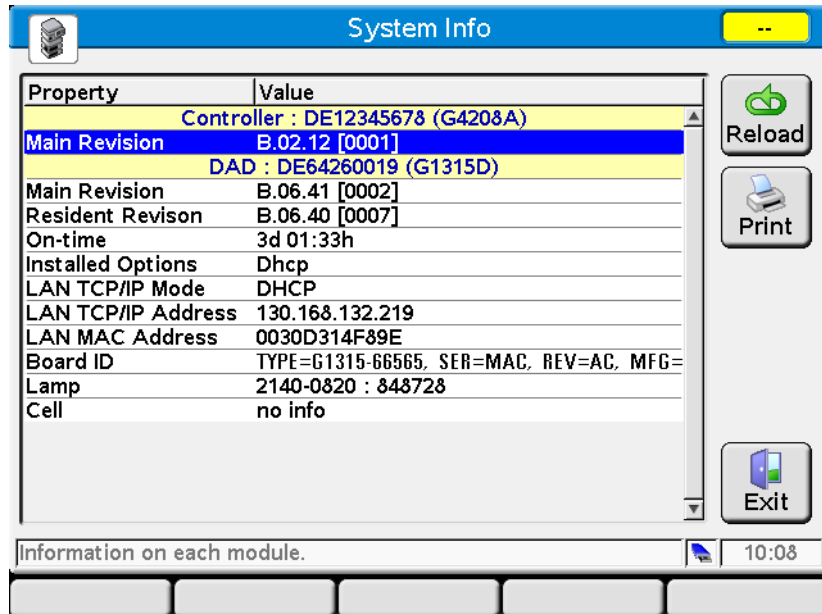 System Info
--
Property Value
Controller : DE12345678 (G4208A)
Main Revision B.02.12 [0001]
DAD : DE64260019 (G1315D)
Main Revision B.06.41 [0002]
Resident Revison B.06.40 [0007]
On-time 3d 01:33h
Installed Options Dhcp
LAN TCP/IP Mode DHCP
LAN TCP/IP Address 130.168.132.219
LAN MAC Address 0030D314F89E
Board ID TYPE=G1315-66565, SER=MAC, REV=AC, MFG=
Lamp 2140-0820 : 848728
Cell no info
Reload
Print
Exit
Information on each module.
10:08